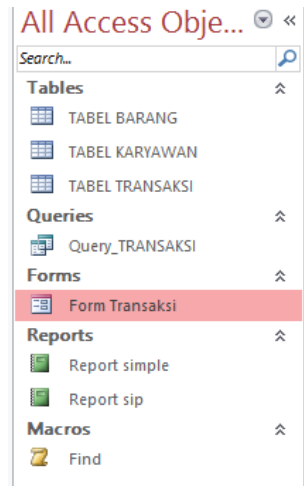 All Access Obje...
Search...
Tables
TABEL BARANG
TABEL KARYAWAN
TABEL TRANSAKSI
Queries
Query_TRANSAKSI
Forms
Form Transaksi
Reports
Report simple
Report sip
Macros
Find